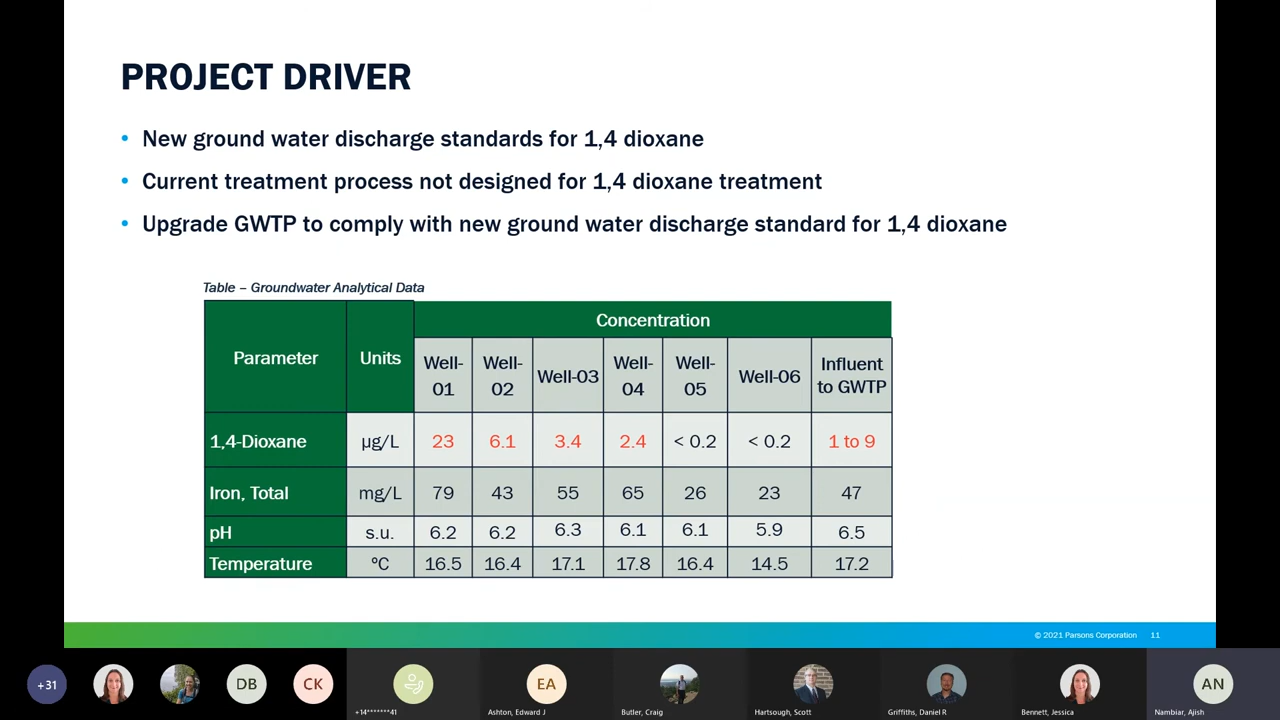 PROJECT DRIVER
• New ground water discharge standards for 1,4 dioxane
• Current treatment process not designed for 1,4 dioxane treatment
• Upgrade GWTP to comply with new ground water discharge standard for 1,4 dioxane
Table – Groundwater Analytical Data
Parameter Units Concentration
Well-01 Well-02 Well-03 Well-04 Well-05 Well-06 Influent to GWTP
1,4-Dioxane µg/L 23 6.1 3.4 2.4 < 0.2 < 0.2 1 to 9
Iron, Total mg/L 79 43 55 65 26 23 47
pH s.u. 6.2 6.2 6.3 6.1 6.1 5.9 6.5
Temperature ºC 16.5 16.4 17.1 17.8 16.4 14.5 17.2
© 2021 Parsons Corporation 11
+31 DB CK EA AN
+14*******41 Ashton, Edward J Butler, Craig Hartsough, Scott Griffiths, Daniel R Bennett, Jessica Nambiar, Ajish